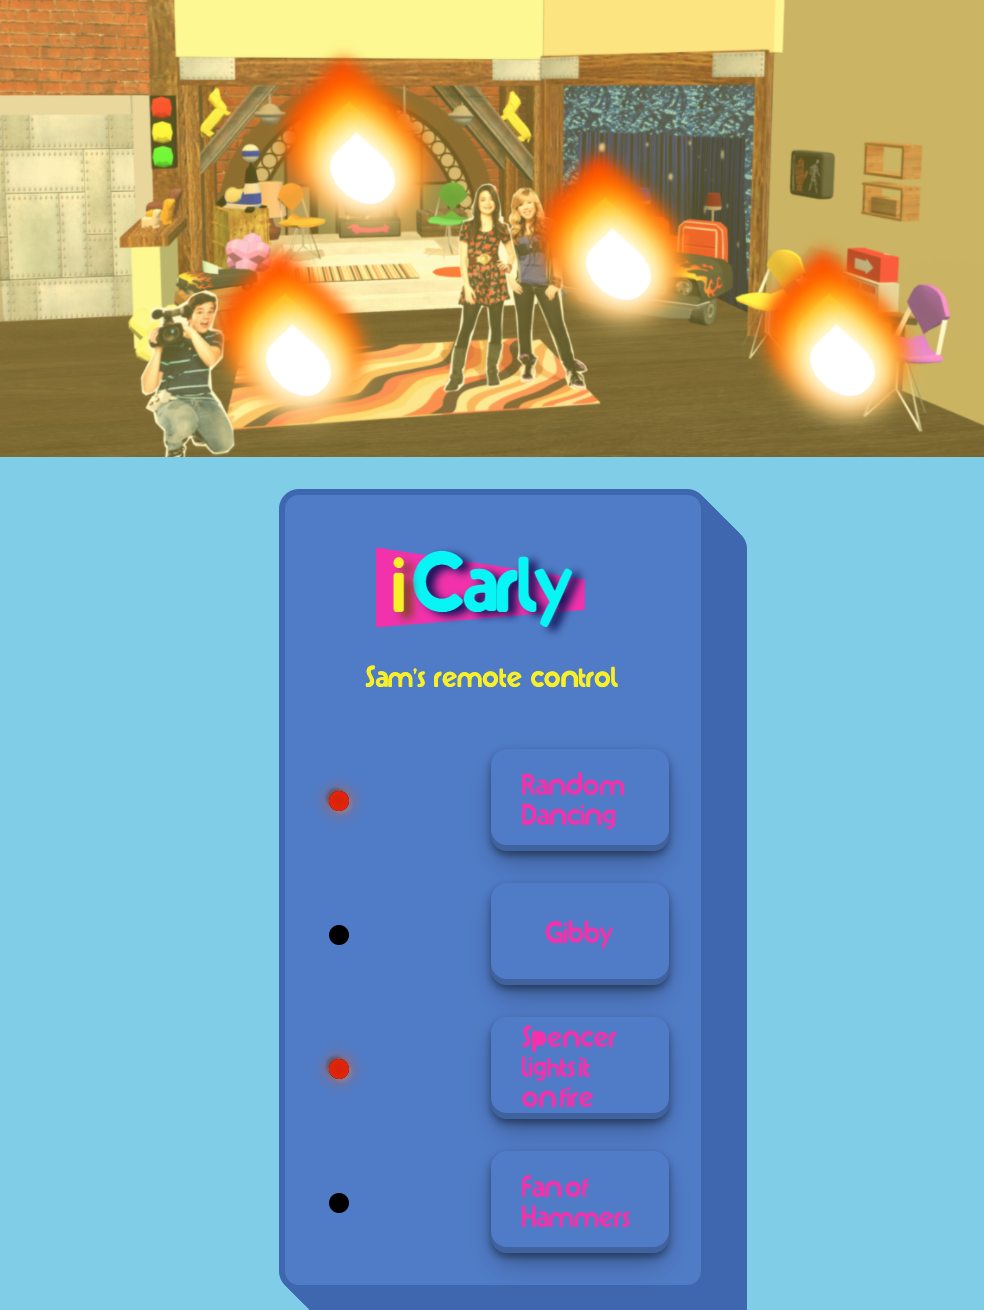 iCarly
Sam's remote control
Random
Dancing
Gibby
Spencer
lights it
on fire
Fan of
Hammers